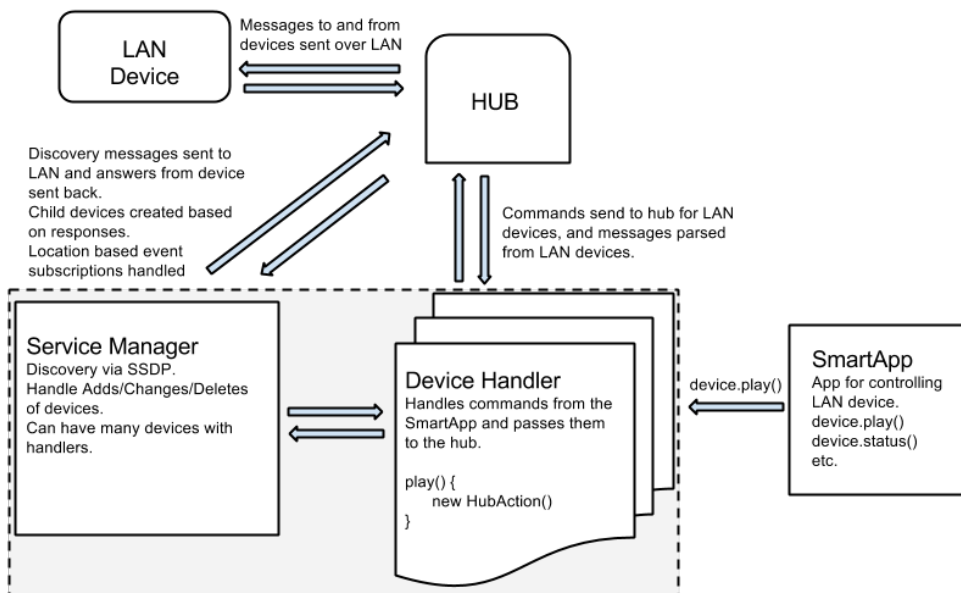 LAN
Device
Messages to and from
devices sent over LAN
HUB
Discovery messages sent to
LAN and answers from device
sent back.
Child devices created based
on responses.
Location based event
subscriptions handled
Commands send to hub for LAN
devices, and messages parsed
from LAN devices.
Service Manager
Discovery via SSDP.
Handle Adds/Changes/Deletes
of devices.
Can have many devices with
handlers.
Device Handler
Handles commands from the
SmartApp and passes them
to the hub.
play() {
new HubAction()
}
device.play()
SmartApp
App for controlling
LAN device.
device.play()
device.status()
etc.